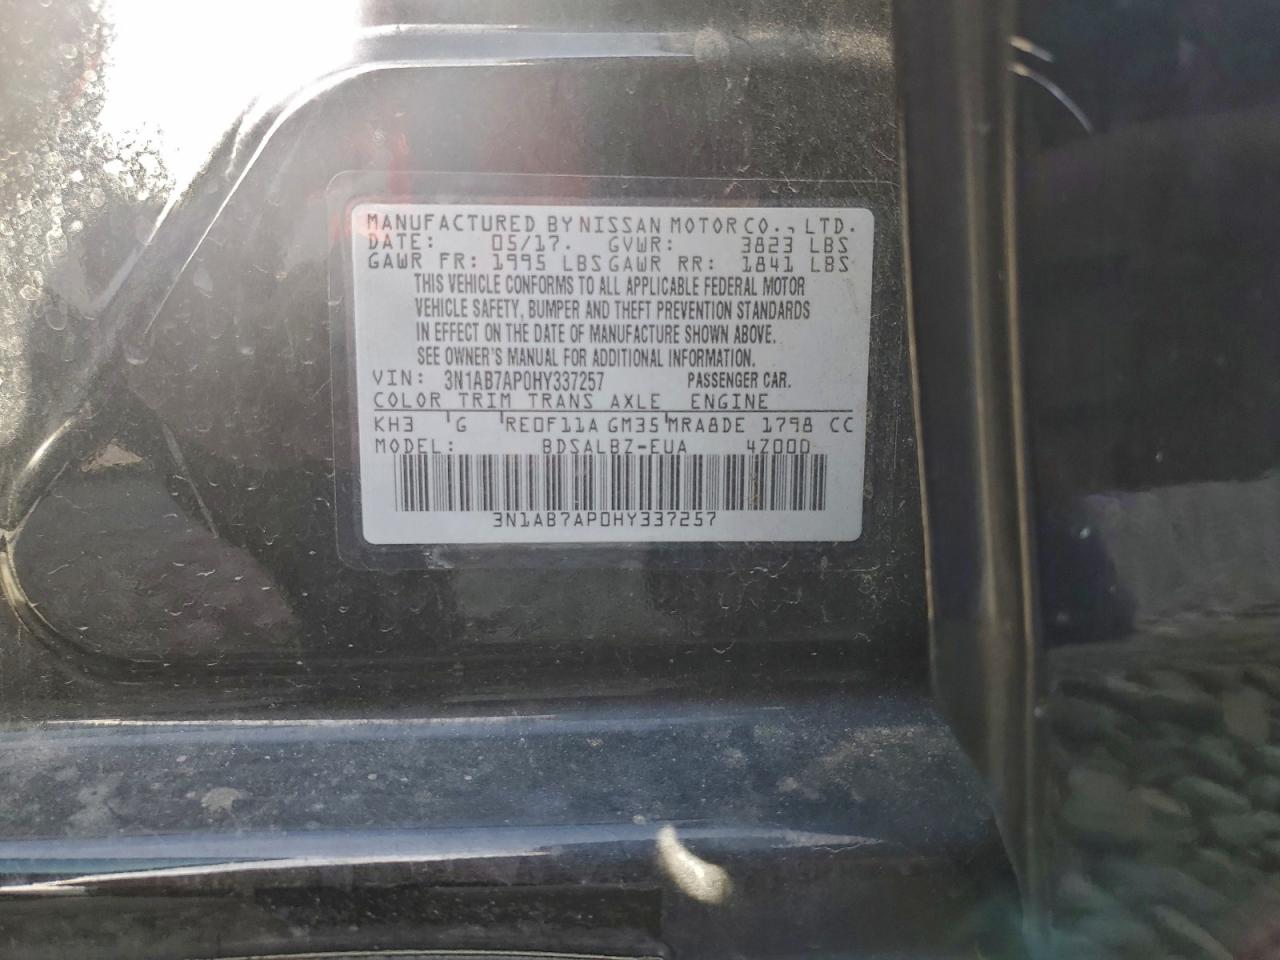 MANUFACTURED BY NISSAN MOTOR CO., LTD.
DATE: 05/17. GVWR: 3823 LBS
GAWR FR: 1995 LBS GAWR RR: 1841 LBS
THIS VEHICLE CONFORMS TO ALL APPLICABLE FEDERAL MOTOR
VEHICLE SAFETY, BUMPER AND THEFT PREVENTION STANDARDS
IN EFFECT ON THE DATE OF MANUFACTURE SHOWN ABOVE.
SEE OWNER'S MANUAL FOR ADDITIONAL INFORMATION.
VIN: 3N1AB7AP0HY337257 PASSENGER CAR.
COLOR TRIM TRANS AXLE ENGINE
KH3 G RE0F11A GM35 MRA8DE 1798 CC
MODEL: BDSALBZ-EUA 4Z000
3N1AB7AP0HY337257